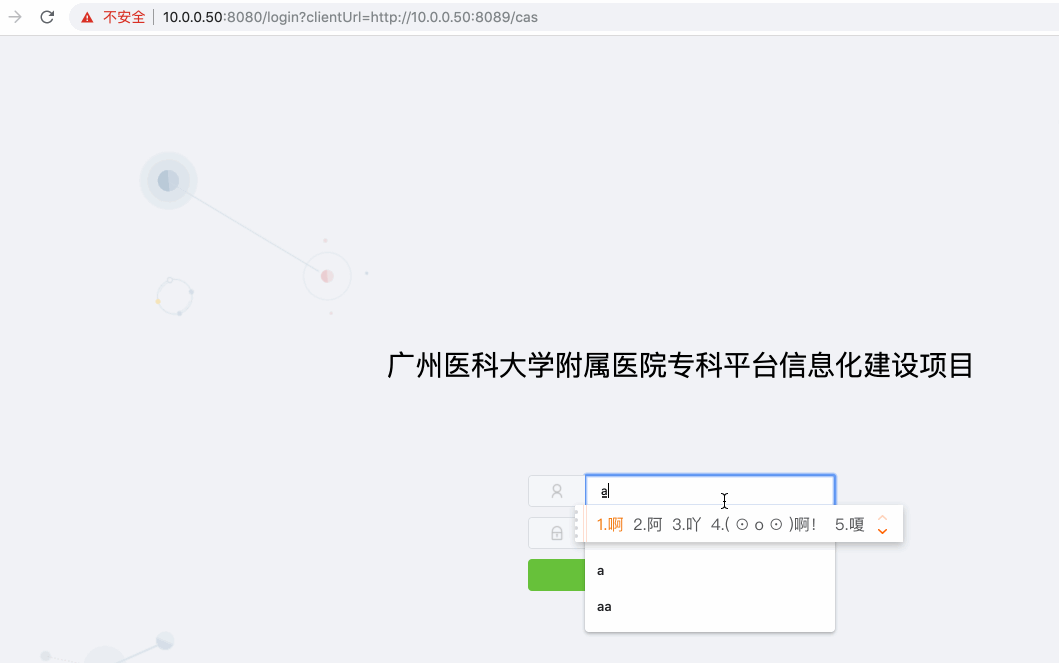 不安全 10.0.0.50:8080/login?clientUrl=http://10.0.0.50:8089/cas
广州医科大学附属医院专科平台信息化建设项目
a
1.啊 2.阿 3.吖 4.( ⊙ o ⊙ )啊！ 5.嗄
a
aa